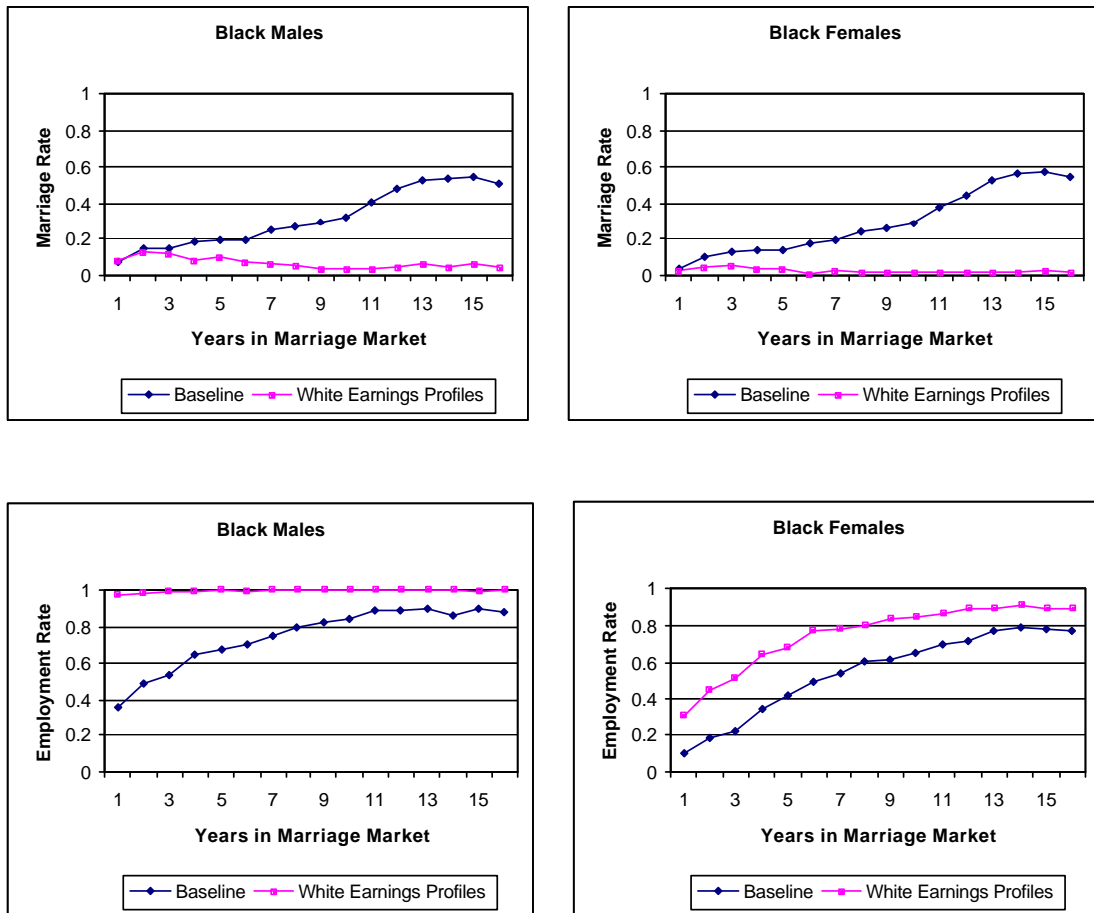 Black Males
Marriage Rate
1
0.8
0.6
0.4
0.2
0
1 3 5 7 9 11 13 15
Years in Marriage Market
Baseline White Earnings Profiles
Black Females
Marriage Rate
1
0.8
0.6
0.4
0.2
0
1 3 5 7 9 11 13 15
Years in Marriage Market
Baseline White Earnings Profiles
Black Males
Employment Rate
1
0.8
0.6
0.4
0.2
0
1 3 5 7 9 11 13 15
Years in Marriage Market
Baseline White Earnings Profiles
Black Females
Employment Rate
1
0.8
0.6
0.4
0.2
0
1 3 5 7 9 11 13 15
Years in Marriage Market
Baseline White Earnings Profiles